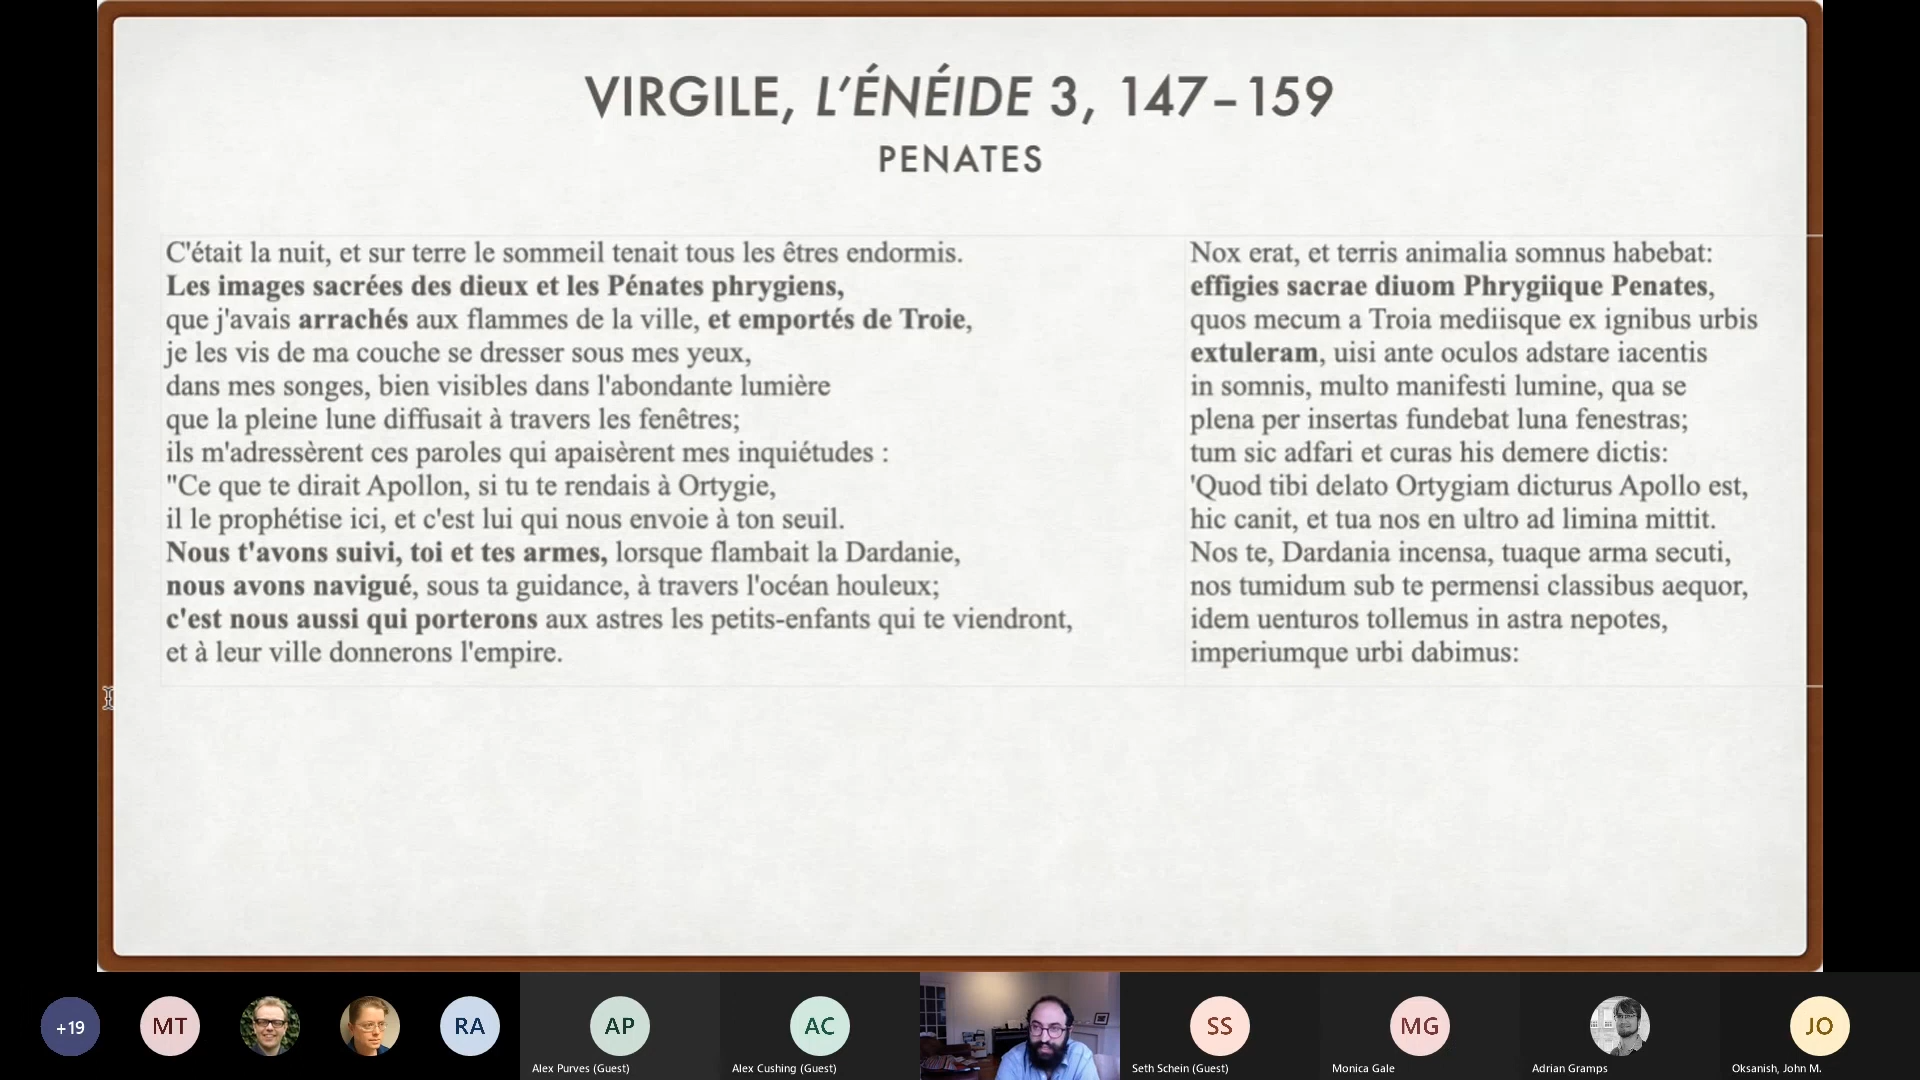 VIRGILE, L'ÉNÉIDE 3, 147–159
PENATES
C'était la nuit, et sur terre le sommeil tenait tous les êtres endormis.
Les images sacrées des dieux et les Pénates phrygiens,
que j'avais arrachés aux flammes de la ville, et emportés de Troie,
je les vis de ma couche se dresser sous mes yeux,
dans mes songes, bien visibles dans l'abondante lumière
que la pleine lune diffusait à travers les fenêtres;
ils m'adressèrent ces paroles qui apaisèrent mes inquiétudes :
"Ce que te dirait Apollon, si tu te rendais à Ortygie,
il le prophétise ici, et c'est lui qui nous envoie à ton seuil.
Nous t'avons suivi, toi et tes armes, lorsque flambait la Dardanie,
nous avons navigué, sous ta guidance, à travers l'océan houleux;
c'est nous aussi qui porterons aux astres les petits-enfants qui te viendront,
et à leur ville donnerons l'empire.
Nox erat, et terris animalia somnus habebat:
effigies sacrae diuom Phrygiique Penates,
quos mecum a Troia mediisque ex ignibus urbis
extuleram, uisi ante oculos adstare iacentis
in somnis, multo manifesti lumine, qua se
plena per insertas fundebat luna fenestras;
tum sic adfari et curas his demere dictis:
'Quod tibi delato Ortygiam dicturus Apollo est,
hic canit, et tua nos en ultro ad limina mittit.
Nos te, Dardania incensa, tuaque arma secuti,
nos tumidum sub te permensi classibus aequor,
idem uenturos tollemus in astra nepotes,
imperiumque urbi dabimus:
+19
MT
RA
AP
Alex Purves (Guest)
AC
Alex Cushing (Guest)
SS
Seth Schein (Guest)
MG
Monica Gale
Adrian Gramps
JO
Oksanish, John M.